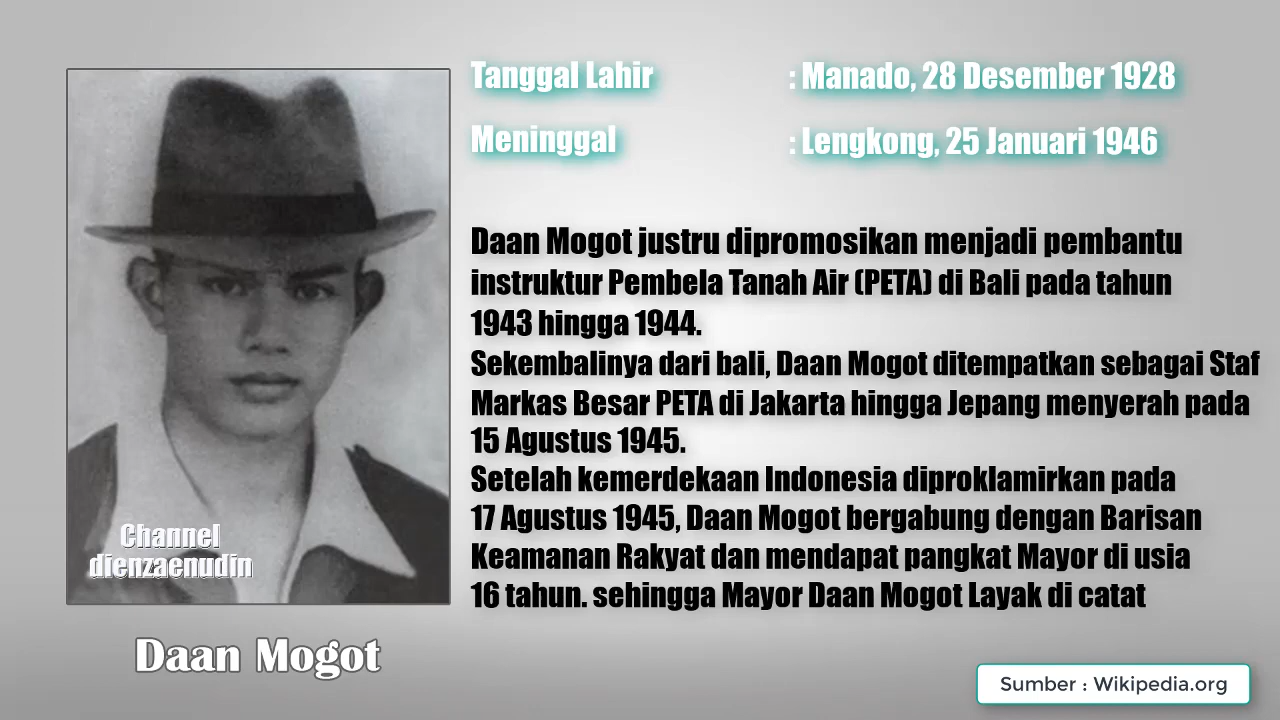 Tanggal Lahir : Manado, 28 Desember 1928
Meninggal : Lengkong, 25 Januari 1946
Daan Mogot justru dipromosikan menjadi pembantu
instruktur Pembela Tanah Air (PETA) di Bali pada tahun
1943 hingga 1944.
Sekembalinya dari bali, Daan Mogot ditempatkan sebagai Staf
Markas Besar PETA di Jakarta hingga Jepang menyerah pada
15 Agustus 1945.
Setelah kemerdekaan Indonesia diproklamirkan pada
17 Agustus 1945, Daan Mogot bergabung dengan Barisan
Keamanan Rakyat dan mendapat pangkat Mayor di usia
16 tahun. sehingga Mayor Daan Mogot Layak di catat
Channel
dienzaenudin
Daan Mogot
Sumber : Wikipedia.org